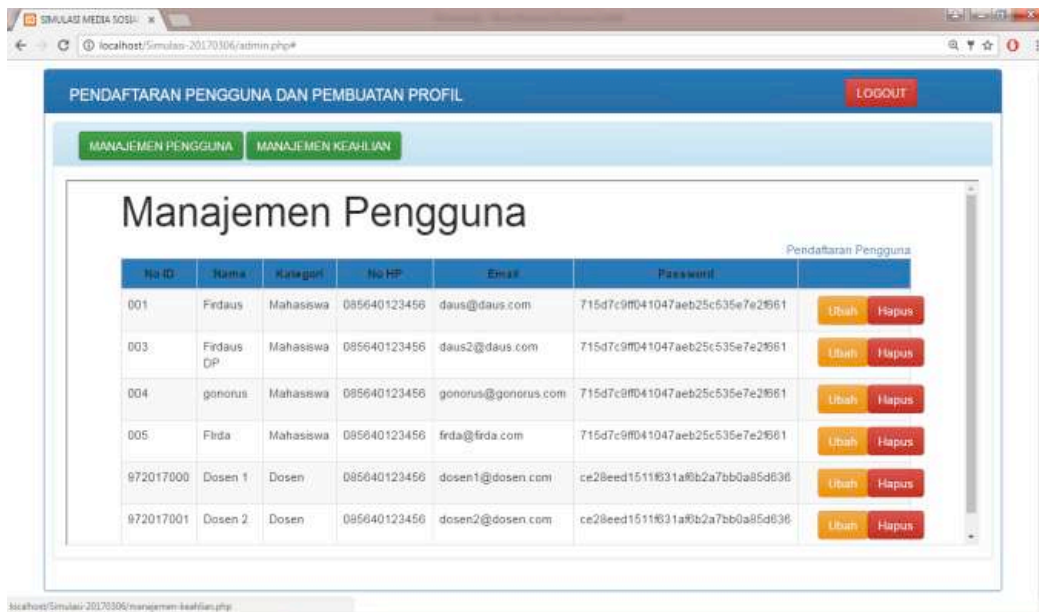 SIMULASI MEDIA SOSIA
localhost/Simulasi-20170306/admin.php#
PENDAFTARAN PENGGUNA DAN PEMBUATAN PROFIL
LOGOUT
MANAJEMEN PENGGUNA MANAJEMEN KEAHLIAN
Manajemen Pengguna
Pendaftaran Pengguna
No ID Nama Kategori No HP Email Password
001 Firdaus Mahasiswa 085640123456 daus@daus.com 715d7c9ff041047aeb25c535e7e2f661 Ubah Hapus
003 Firdaus DP Mahasiswa 085640123456 daus2@daus.com 715d7c9ff041047aeb25c535e7e2f661 Ubah Hapus
004 gonorus Mahasiswa 085640123456 gonorus@gonorus.com 715d7c9ff041047aeb25c535e7e2f661 Ubah Hapus
005 Firda Mahasiswa 085640123456 firda@firda.com 715d7c9ff041047aeb25c535e7e2f661 Ubah Hapus
972017000 Dosen 1 Dosen 085640123456 dosen1@dosen.com ce28eed1511f631af6b2a7bb0a85d636 Ubah Hapus
972017001 Dosen 2 Dosen 085640123456 dosen2@dosen.com ce28eed1511f631af6b2a7bb0a85d636 Ubah Hapus
localhost/Simulasi-20170306/manajemen-keahlian.php